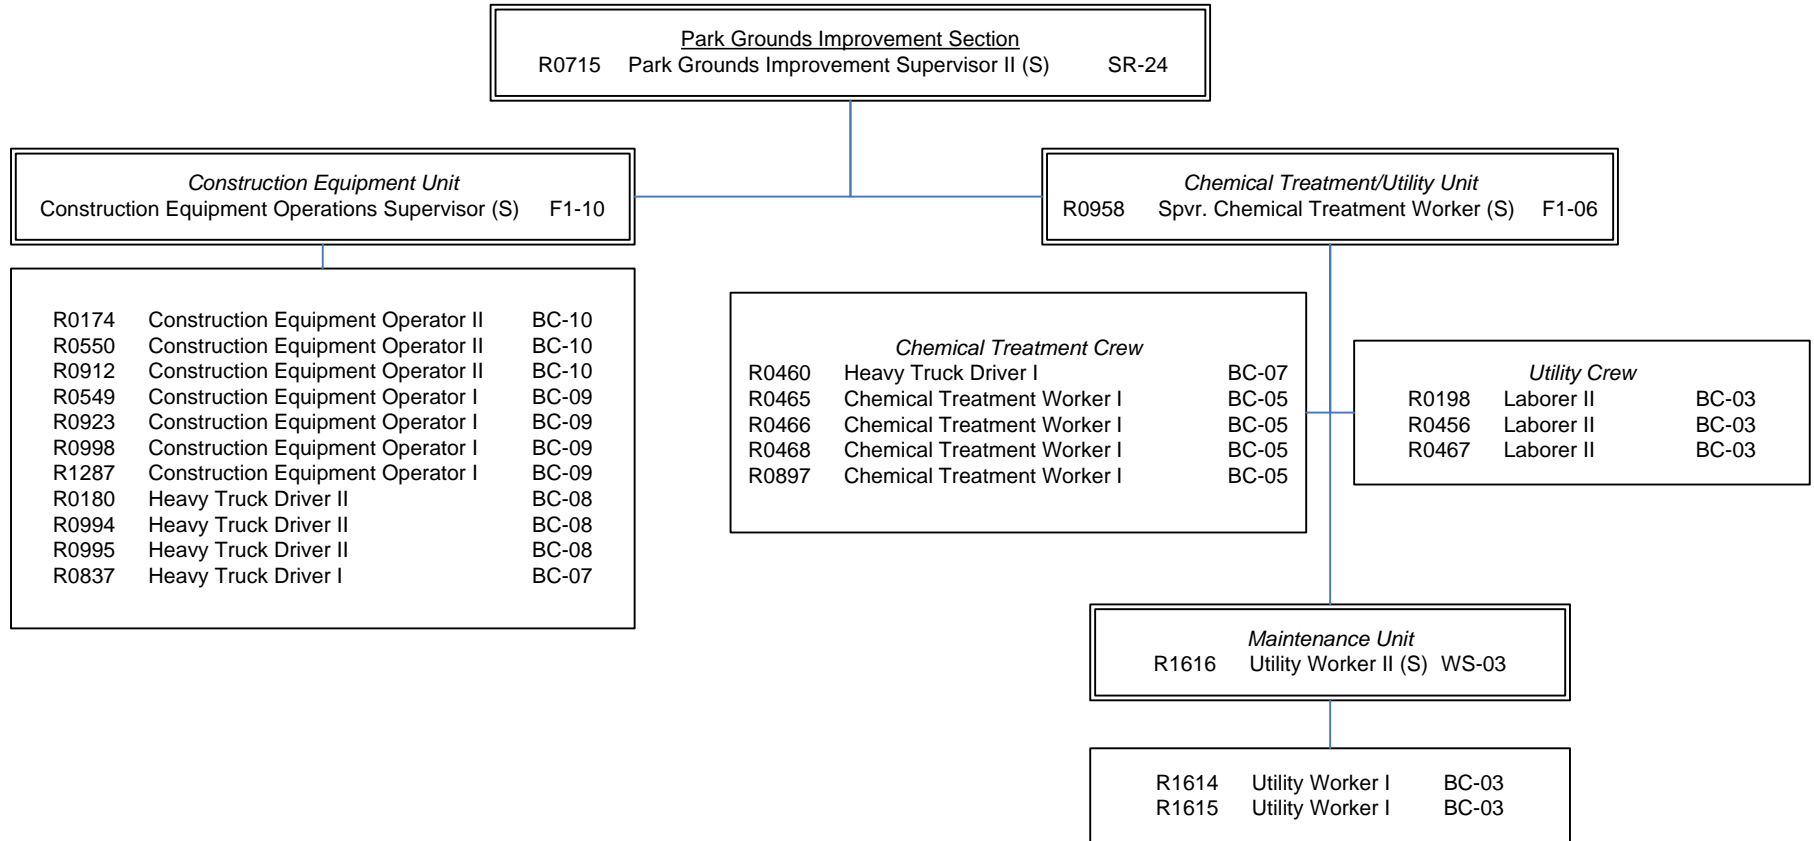 Park Grounds Improvement Section
R0715 Park Grounds Improvement Supervisor II (S) SR-24
Construction Equipment Unit
Construction Equipment Operations Supervisor (S) F1-10
Chemical Treatment/Utility Unit
R0958 Spvr. Chemical Treatment Worker (S) F1-06
R0174 Construction Equipment Operator II BC-10
R0550 Construction Equipment Operator II BC-10
R0912 Construction Equipment Operator II BC-10
R0549 Construction Equipment Operator I BC-09
R0923 Construction Equipment Operator I BC-09
R0998 Construction Equipment Operator I BC-09
R1287 Construction Equipment Operator I BC-09
R0180 Heavy Truck Driver II BC-08
R0994 Heavy Truck Driver II BC-08
R0995 Heavy Truck Driver II BC-08
R0837 Heavy Truck Driver I BC-07
Chemical Treatment Crew
R0460 Heavy Truck Driver I BC-07
R0465 Chemical Treatment Worker I BC-05
R0466 Chemical Treatment Worker I BC-05
R0468 Chemical Treatment Worker I BC-05
R0897 Chemical Treatment Worker I BC-05
Utility Crew
R0198 Laborer II BC-03
R0456 Laborer II BC-03
R0467 Laborer II BC-03
Maintenance Unit
R1616 Utility Worker II (S) WS-03
R1614 Utility Worker I BC-03
R1615 Utility Worker I BC-03